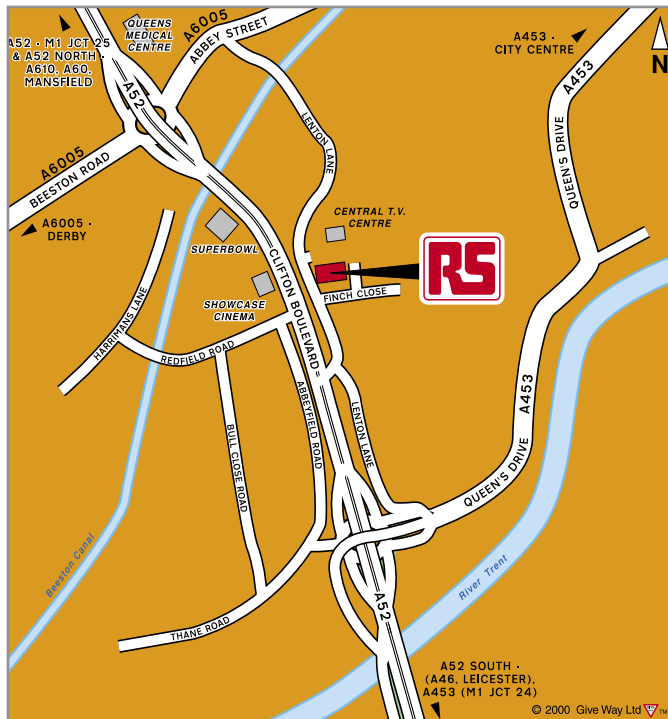 QUEENS
MEDICAL
CENTRE
A6005
ABBEY STREET
A52 - M1 JCT 25
& A52 NORTH -
A610, A60,
MANSFIELD
A453 -
CITY CENTRE
N
A52
A453
LENTON LANE
QUEEN'S DRIVE
A6005
BEESTON ROAD
A6005 -
DERBY
CENTRAL T.V.
CENTRE
SUPERBOWL
RS
CLIFTON BOULEVARD
FINCH CLOSE
SHOWCASE
CINEMA
HARRIMANS LANE
REDFIELD ROAD
ABBEYFIELD ROAD
BULL CLOSE ROAD
LENTON LANE
A453
QUEEN'S DRIVE
Beeston Canal
River Trent
A52
THANE ROAD
A52 SOUTH -
(A46, LEICESTER),
A453 (M1 JCT 24)
© 2000 Give Way Ltd TM